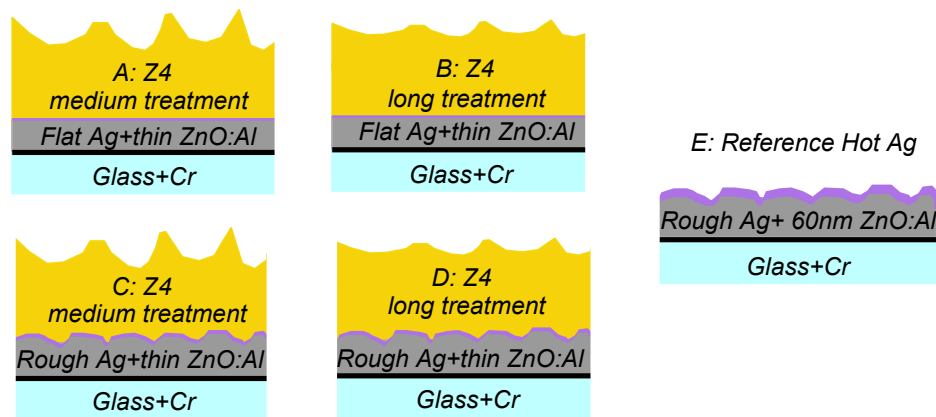 A: Z4
medium treatment
Flat Ag+thin ZnO:Al
Glass+Cr
B: Z4
long treatment
Flat Ag+thin ZnO:Al
Glass+Cr
C: Z4
medium treatment
Rough Ag+thin ZnO:Al
Glass+Cr
D: Z4
long treatment
Rough Ag+thin ZnO:Al
Glass+Cr
E: Reference Hot Ag
Rough Ag+ 60nm ZnO:Al
Glass+Cr